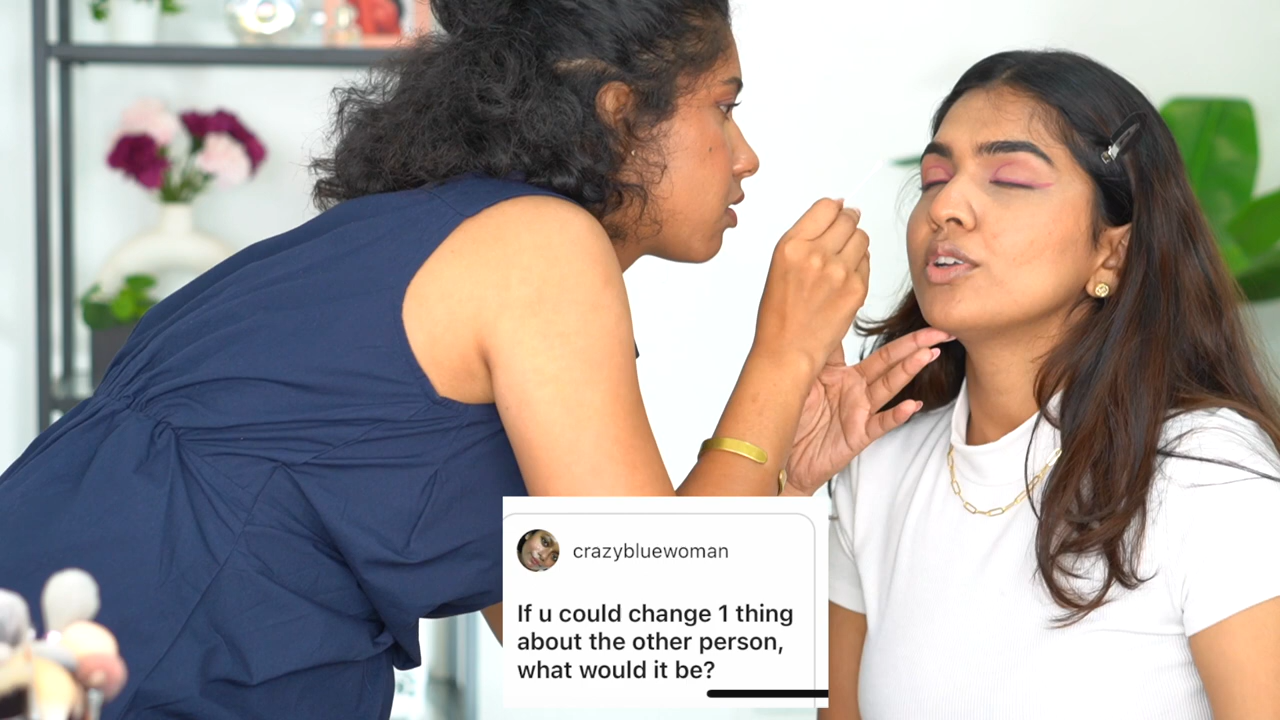 crazybluewoman
If u could change 1 thing
about the other person,
what would it be?